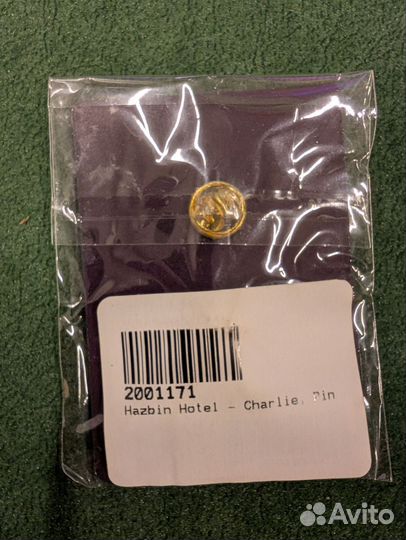 2001171
Hazbin Hotel - Charlie, Pin
Avito